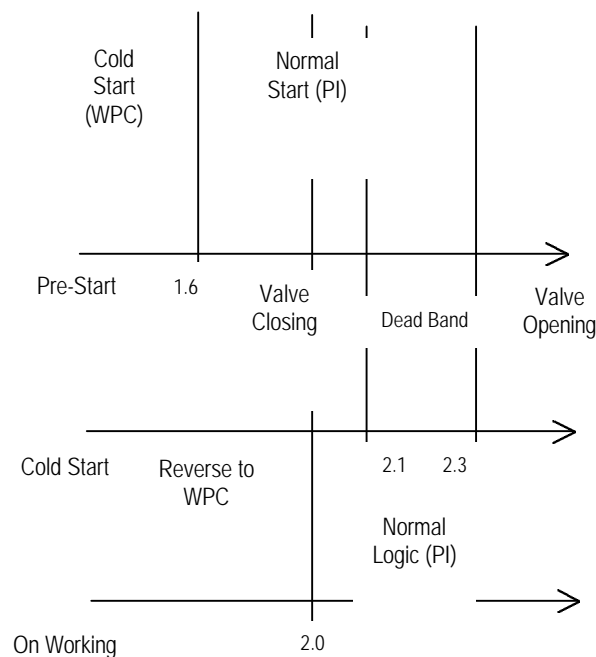 Cold
Start
(WPC)
Normal
Start (PI)
Pre-Start
1.6
Valve
Closing
Dead Band
Valve
Opening
Cold Start
Reverse to
WPC
2.1
2.3
Normal
Logic (PI)
On Working
2.0